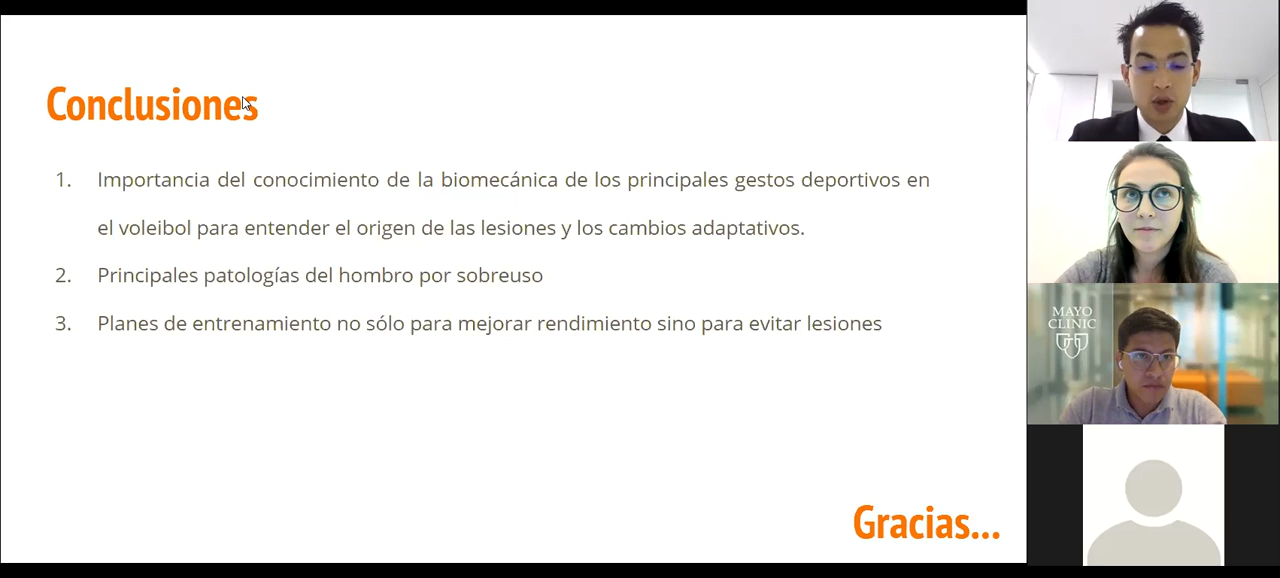 Conclusiones
1. Importancia del conocimiento de la biomecánica de los principales gestos deportivos en
el voleibol para entender el origen de las lesiones y los cambios adaptativos.
2. Principales patologías del hombro por sobreuso
3. Planes de entrenamiento no sólo para mejorar rendimiento sino para evitar lesiones
Gracias...
MAYO
CLINIC